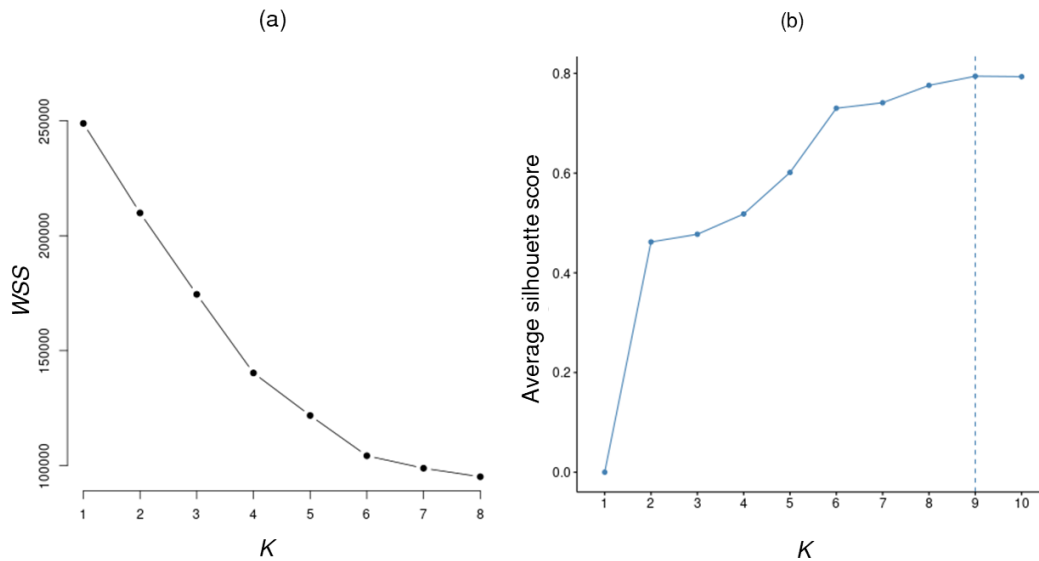 (a)
250000
200000
150000
100000
WSS
1 2 3 4 5 6 7 8
K
(b)
0.8
0.6
0.4
0.2
0.0
Average silhouette score
1 2 3 4 5 6 7 8 9 10
K